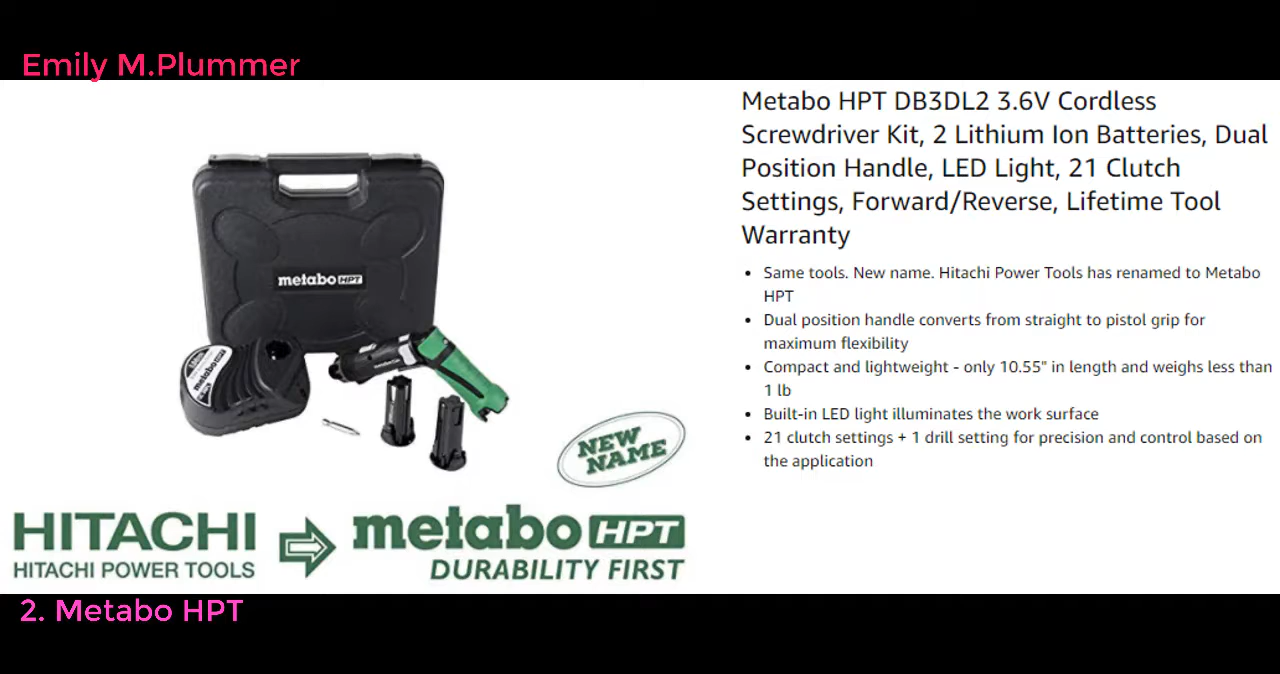 Emily M.Plummer
Metabo HPT DB3DL2 3.6V Cordless
Screwdriver Kit, 2 Lithium Ion Batteries, Dual
Position Handle, LED Light, 21 Clutch
Settings, Forward/Reverse, Lifetime Tool
Warranty
• Same tools. New name. Hitachi Power Tools has renamed to Metabo
HPT
• Dual position handle converts from straight to pistol grip for
maximum flexibility
• Compact and lightweight - only 10.55" in length and weighs less than
1 lb
• Built-in LED light illuminates the work surface
• 21 clutch settings + 1 drill setting for precision and control based on
the application
metabo HPT
metabo HPT
NEW
NAME
HITACHI
HITACHI POWER TOOLS
metabo HPT
DURABILITY FIRST
2. Metabo HPT